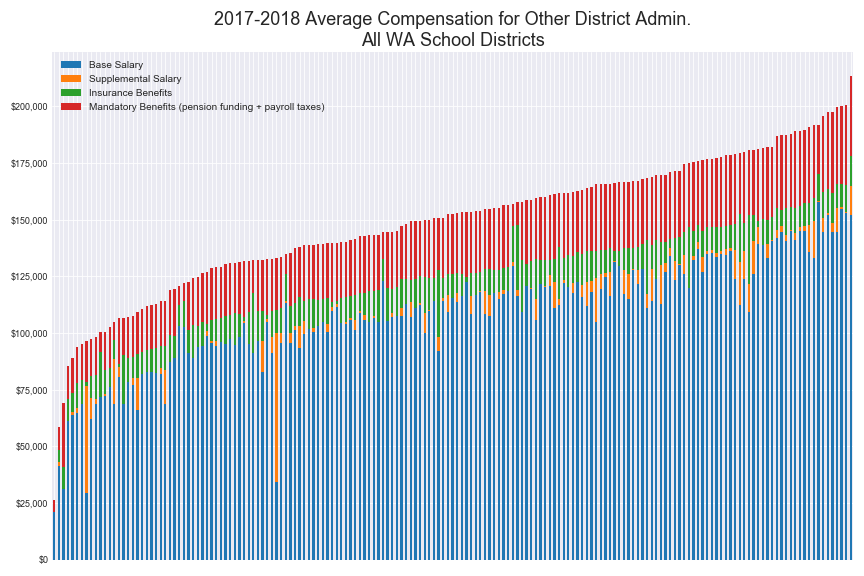 2017-2018 Average Compensation for Other District Admin.
All WA School Districts
Base Salary
Supplemental Salary
Insurance Benefits
Mandatory Benefits (pension funding + payroll taxes)
$200,000
$175,000
$150,000
$125,000
$100,000
$75,000
$50,000
$25,000
$0